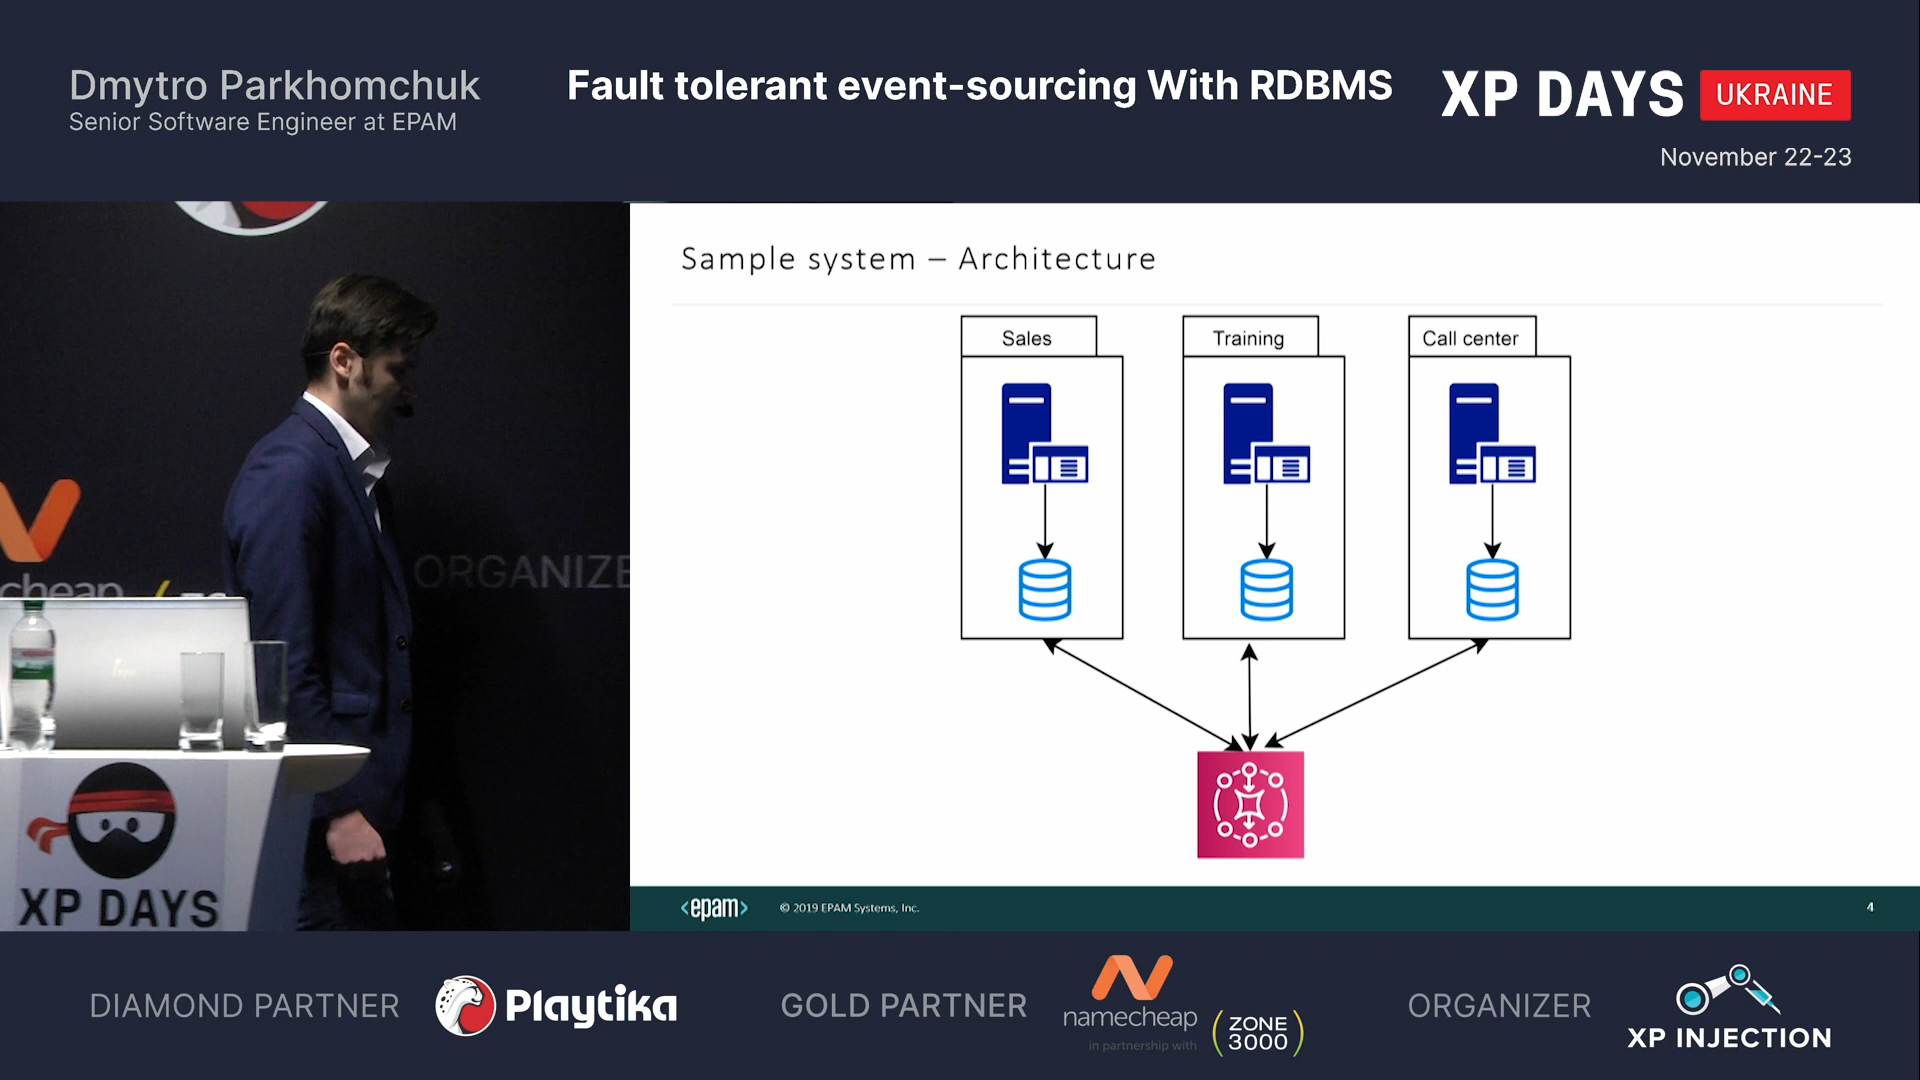 Dmytro Parkhomchuk
Senior Software Engineer at EPAM
Fault tolerant event-sourcing With RDBMS
XP DAYS UKRAINE
November 22-23
Sample system – Architecture
Sales
Training
Call center
<epam>
© 2019 EPAM Systems, Inc.
4
cheap
ORGANIZE
XP DAYS
DIAMOND PARTNER
Playtika
GOLD PARTNER
namecheap
in partnership with
ZONE
3000
ORGANIZER
XP INJECTION